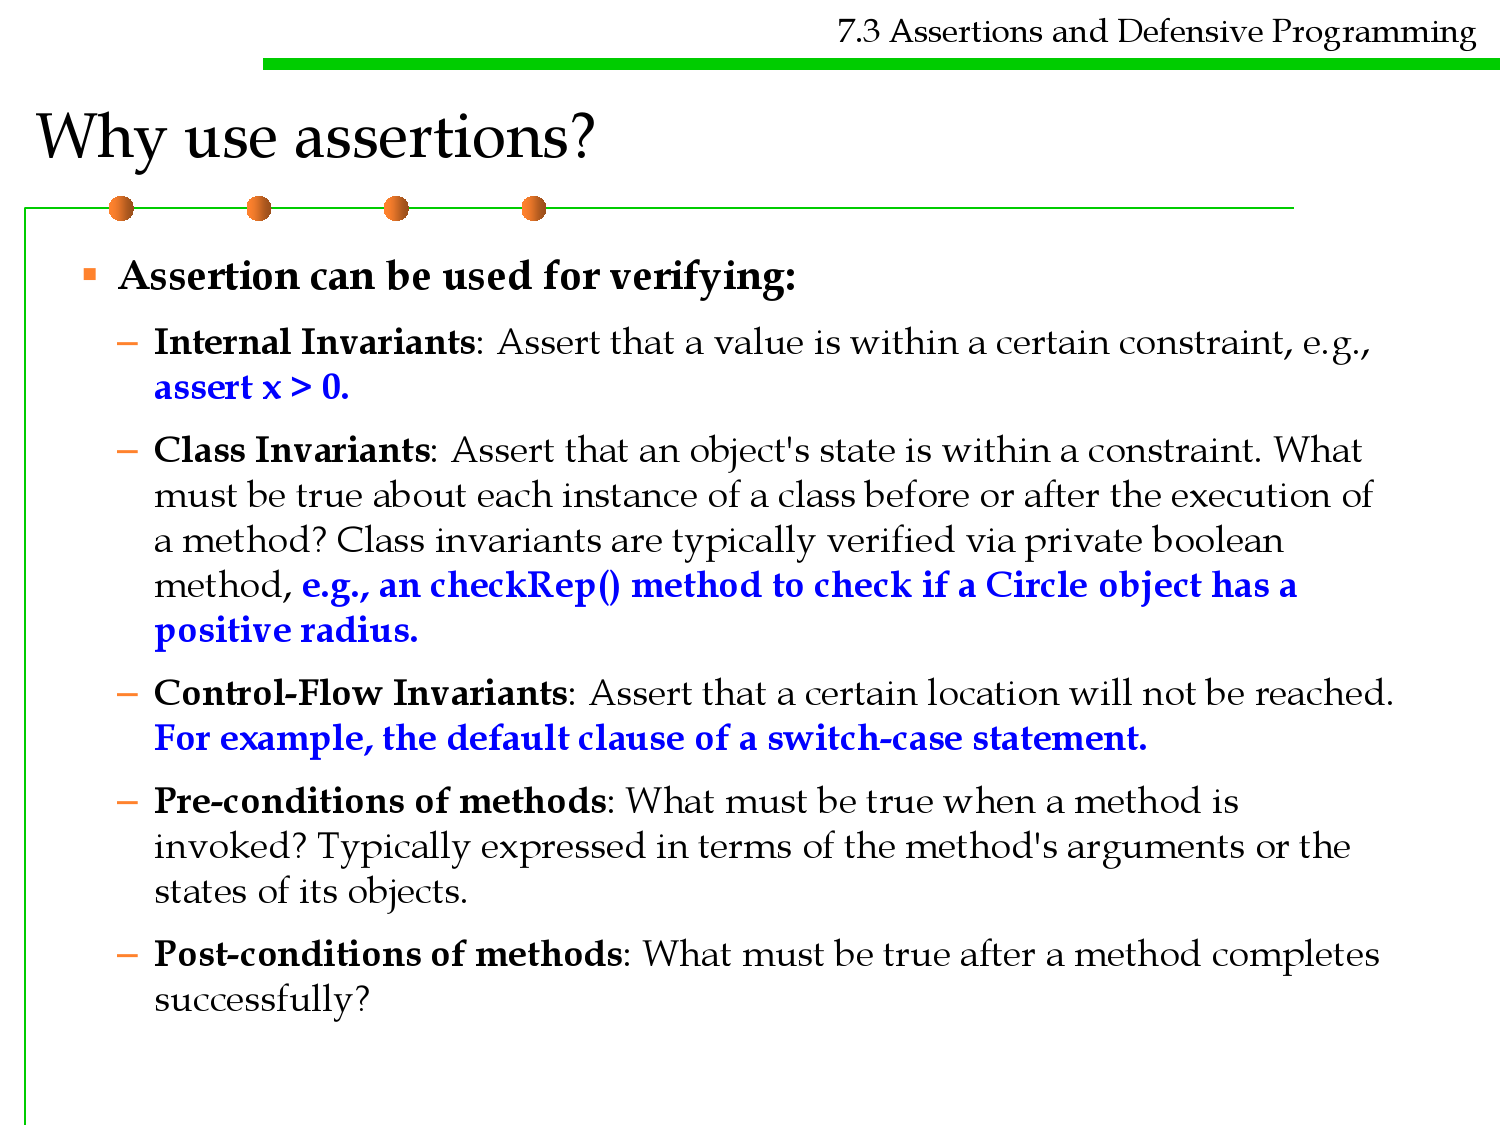 7.3 Assertions and Defensive Programming
Why use assertions?
▪ Assertion can be used for verifying:
– Internal Invariants: Assert that a value is within a certain constraint, e.g.,
assert x > 0.
– Class Invariants: Assert that an object's state is within a constraint. What
must be true about each instance of a class before or after the execution of
a method? Class invariants are typically verified via private boolean
method, e.g., an checkRep() method to check if a Circle object has a
positive radius.
– Control-Flow Invariants: Assert that a certain location will not be reached.
For example, the default clause of a switch-case statement.
– Pre-conditions of methods: What must be true when a method is
invoked? Typically expressed in terms of the method's arguments or the
states of its objects.
– Post-conditions of methods: What must be true after a method completes
successfully?